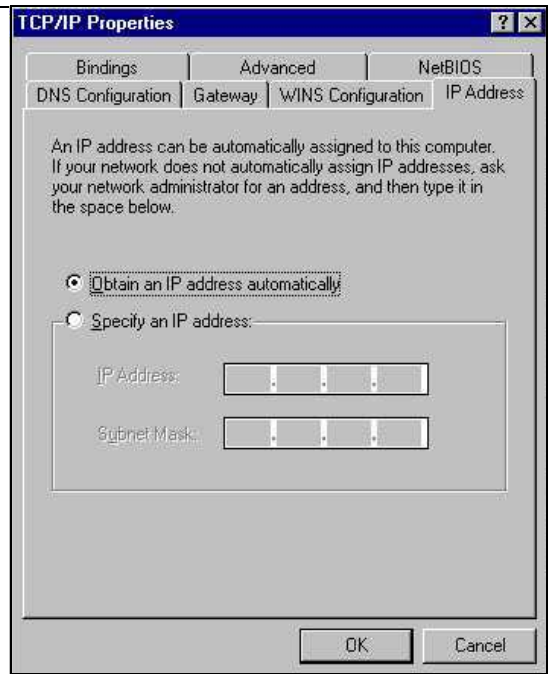 TCP/IP Properties
? X
Bindings Advanced NetBIOS
DNS Configuration Gateway WINS Configuration IP Address
An IP address can be automatically assigned to this computer.
If your network does not automatically assign IP addresses, ask
your network administrator for an address, and then type it in
the space below.
Obtain an IP address automatically
Specify an IP address:
IP Address:
. . .
Subnet Mask:
. . .
OK Cancel